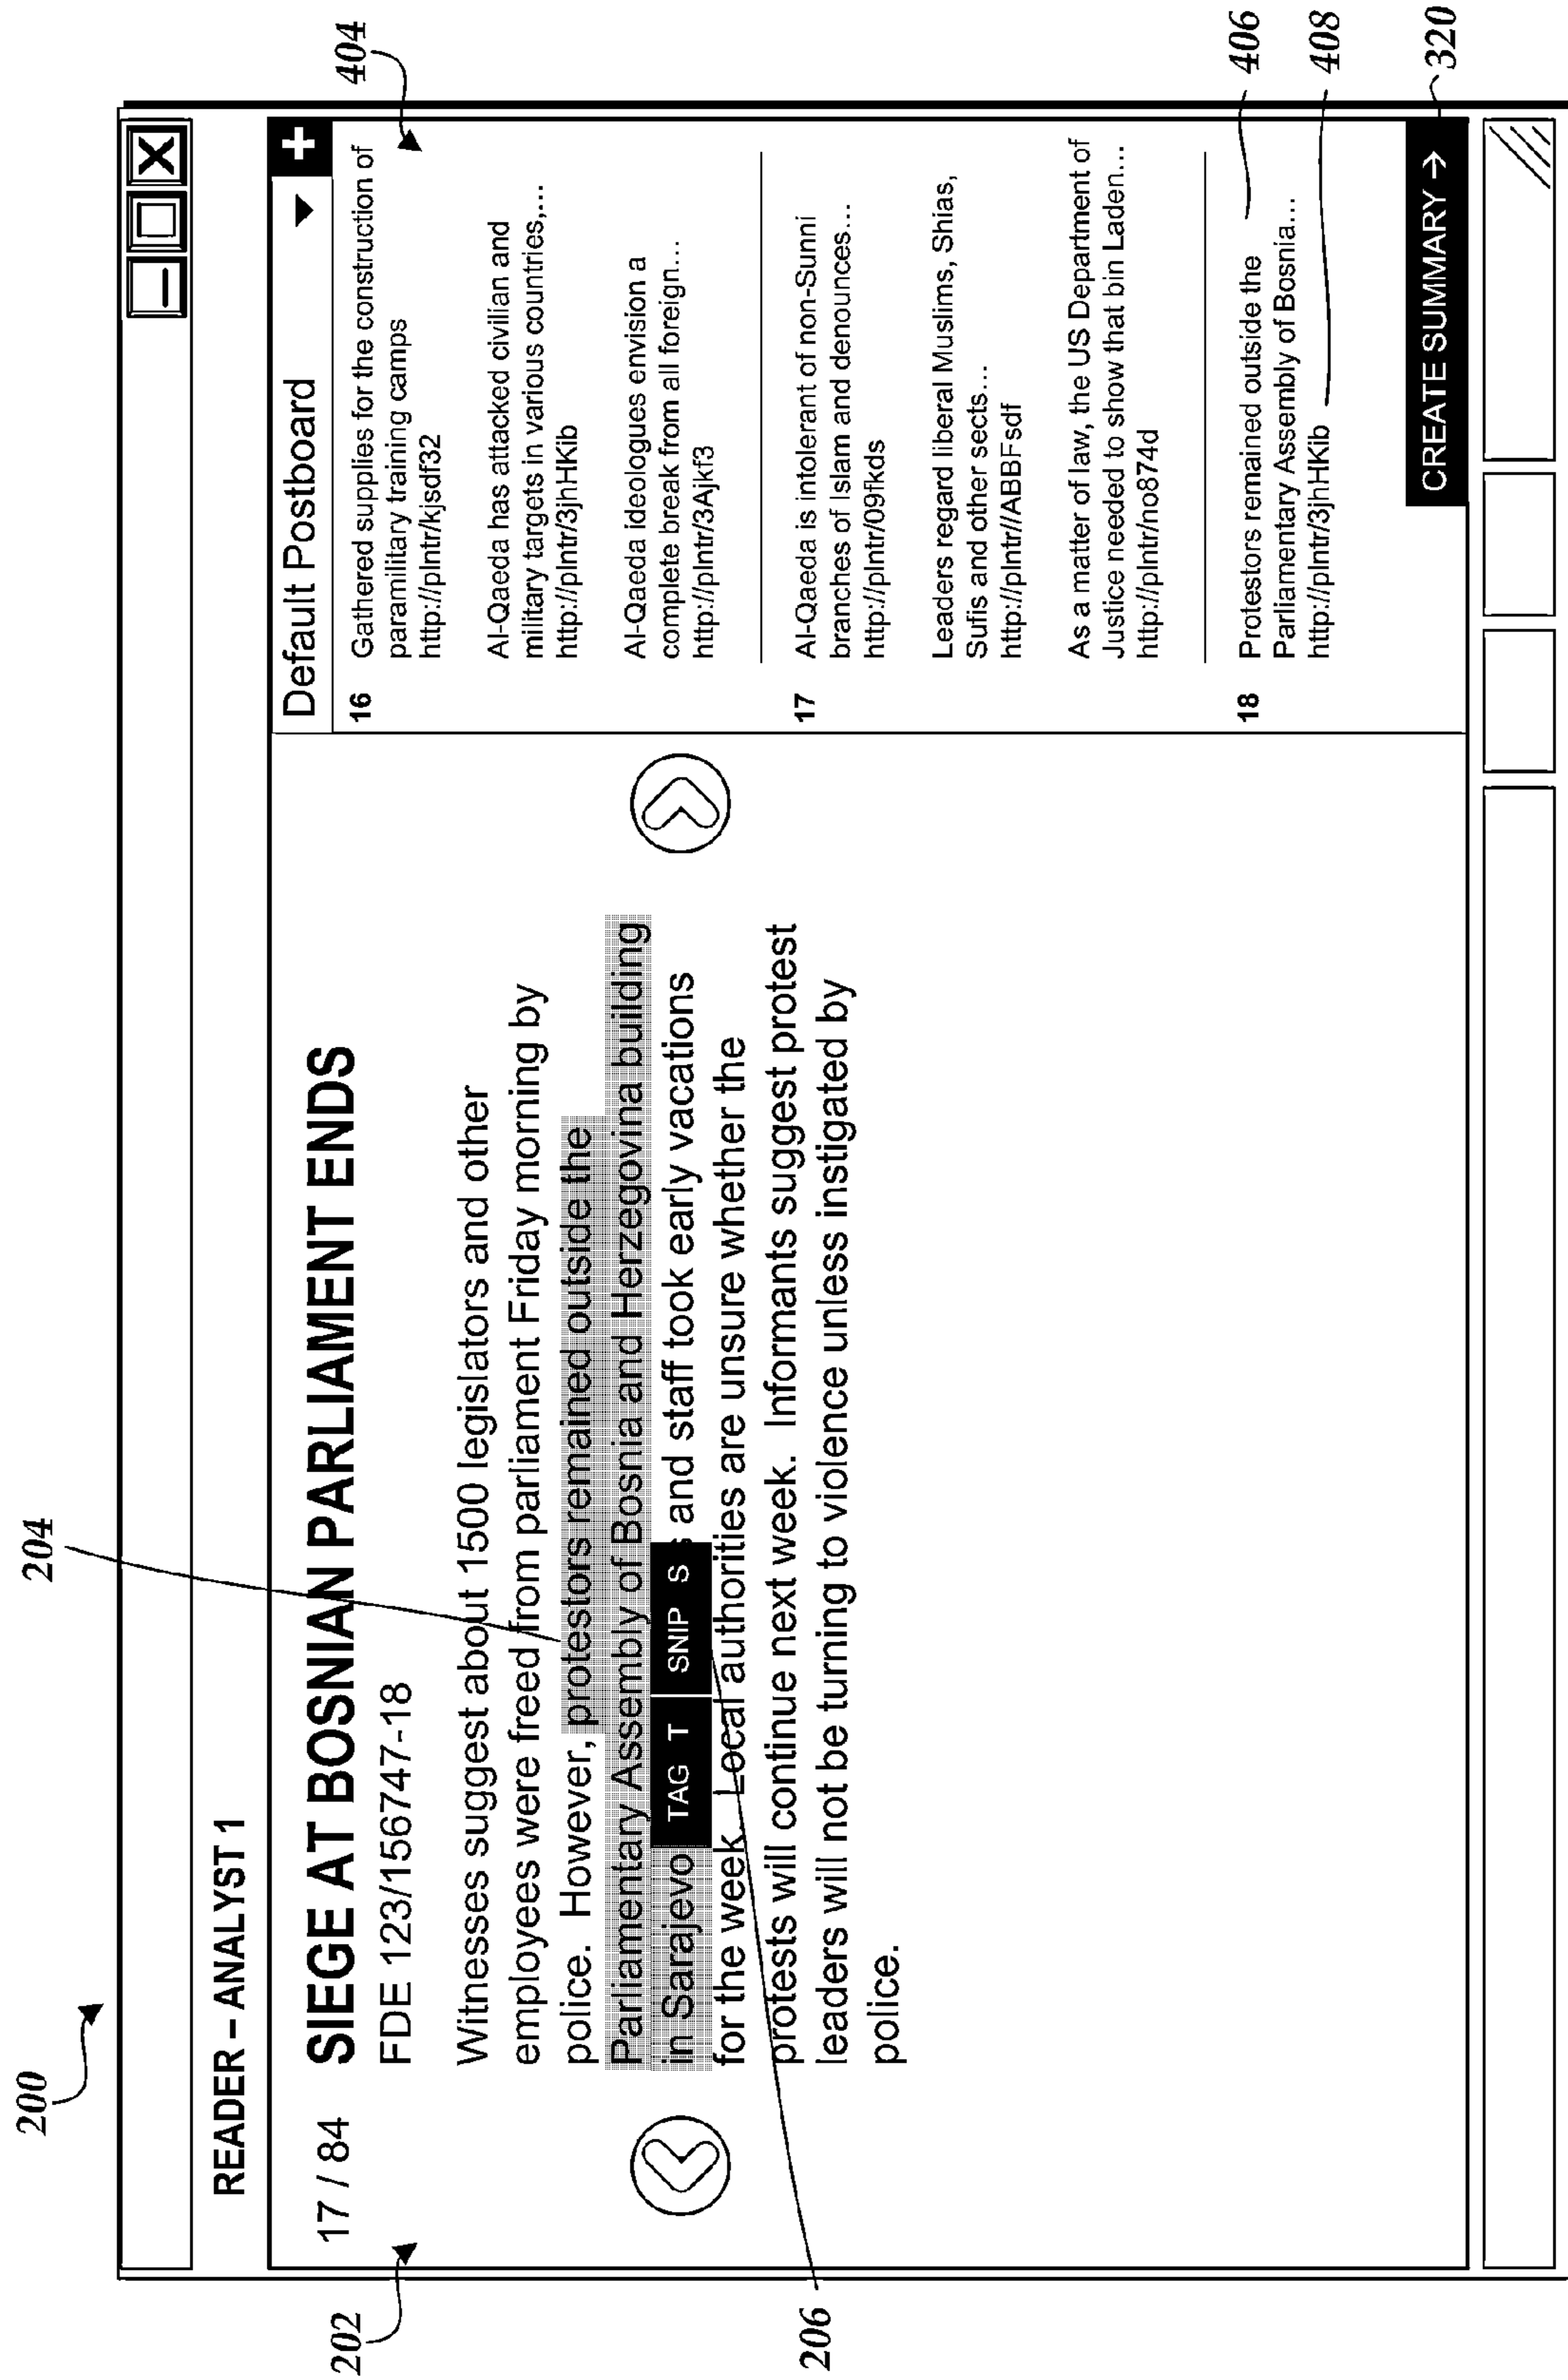 200
READER – ANALYST 1
202
17 / 84
SIEGE AT BOSNIAN PARLIAMENT ENDS
FDE 123/156747-18
204
Witnesses suggest about 1500 legislators and other
employees were freed from parliament Friday morning by
police. However, protestors remained outside the
Parliamentary Assembly of Bosnia and Herzegovina building
in Sarajevo TAG T SNIP S s and staff took early vacations
for the week. Local authorities are unsure whether the
protests will continue next week. Informants suggest protest
leaders will not be turning to violence unless instigated by
police.
206
Default Postboard
+
404
16 Gathered supplies for the construction of
paramilitary training camps
http://plntr/kjsdf32
Al-Qaeda has attacked civilian and
military targets in various countries,...
http://plntr/3jhHKib
Al-Qaeda ideologues envision a
complete break from all foreign...
http://plntr/3Ajkf3
17 Al-Qaeda is intolerant of non-Sunni
branches of Islam and denounces...
http://plntr/09fkds
Leaders regard liberal Muslims, Shias,
Sufis and other sects...
http://plntr//ABBFsdf
As a matter of law, the US Department of
Justice needed to show that bin Laden...
http://plntr/no874d
18 Protestors remained outside the
Parliamentary Assembly of Bosnia...
http://plntr/3jhHKib
406
408
CREATE SUMMARY →
320